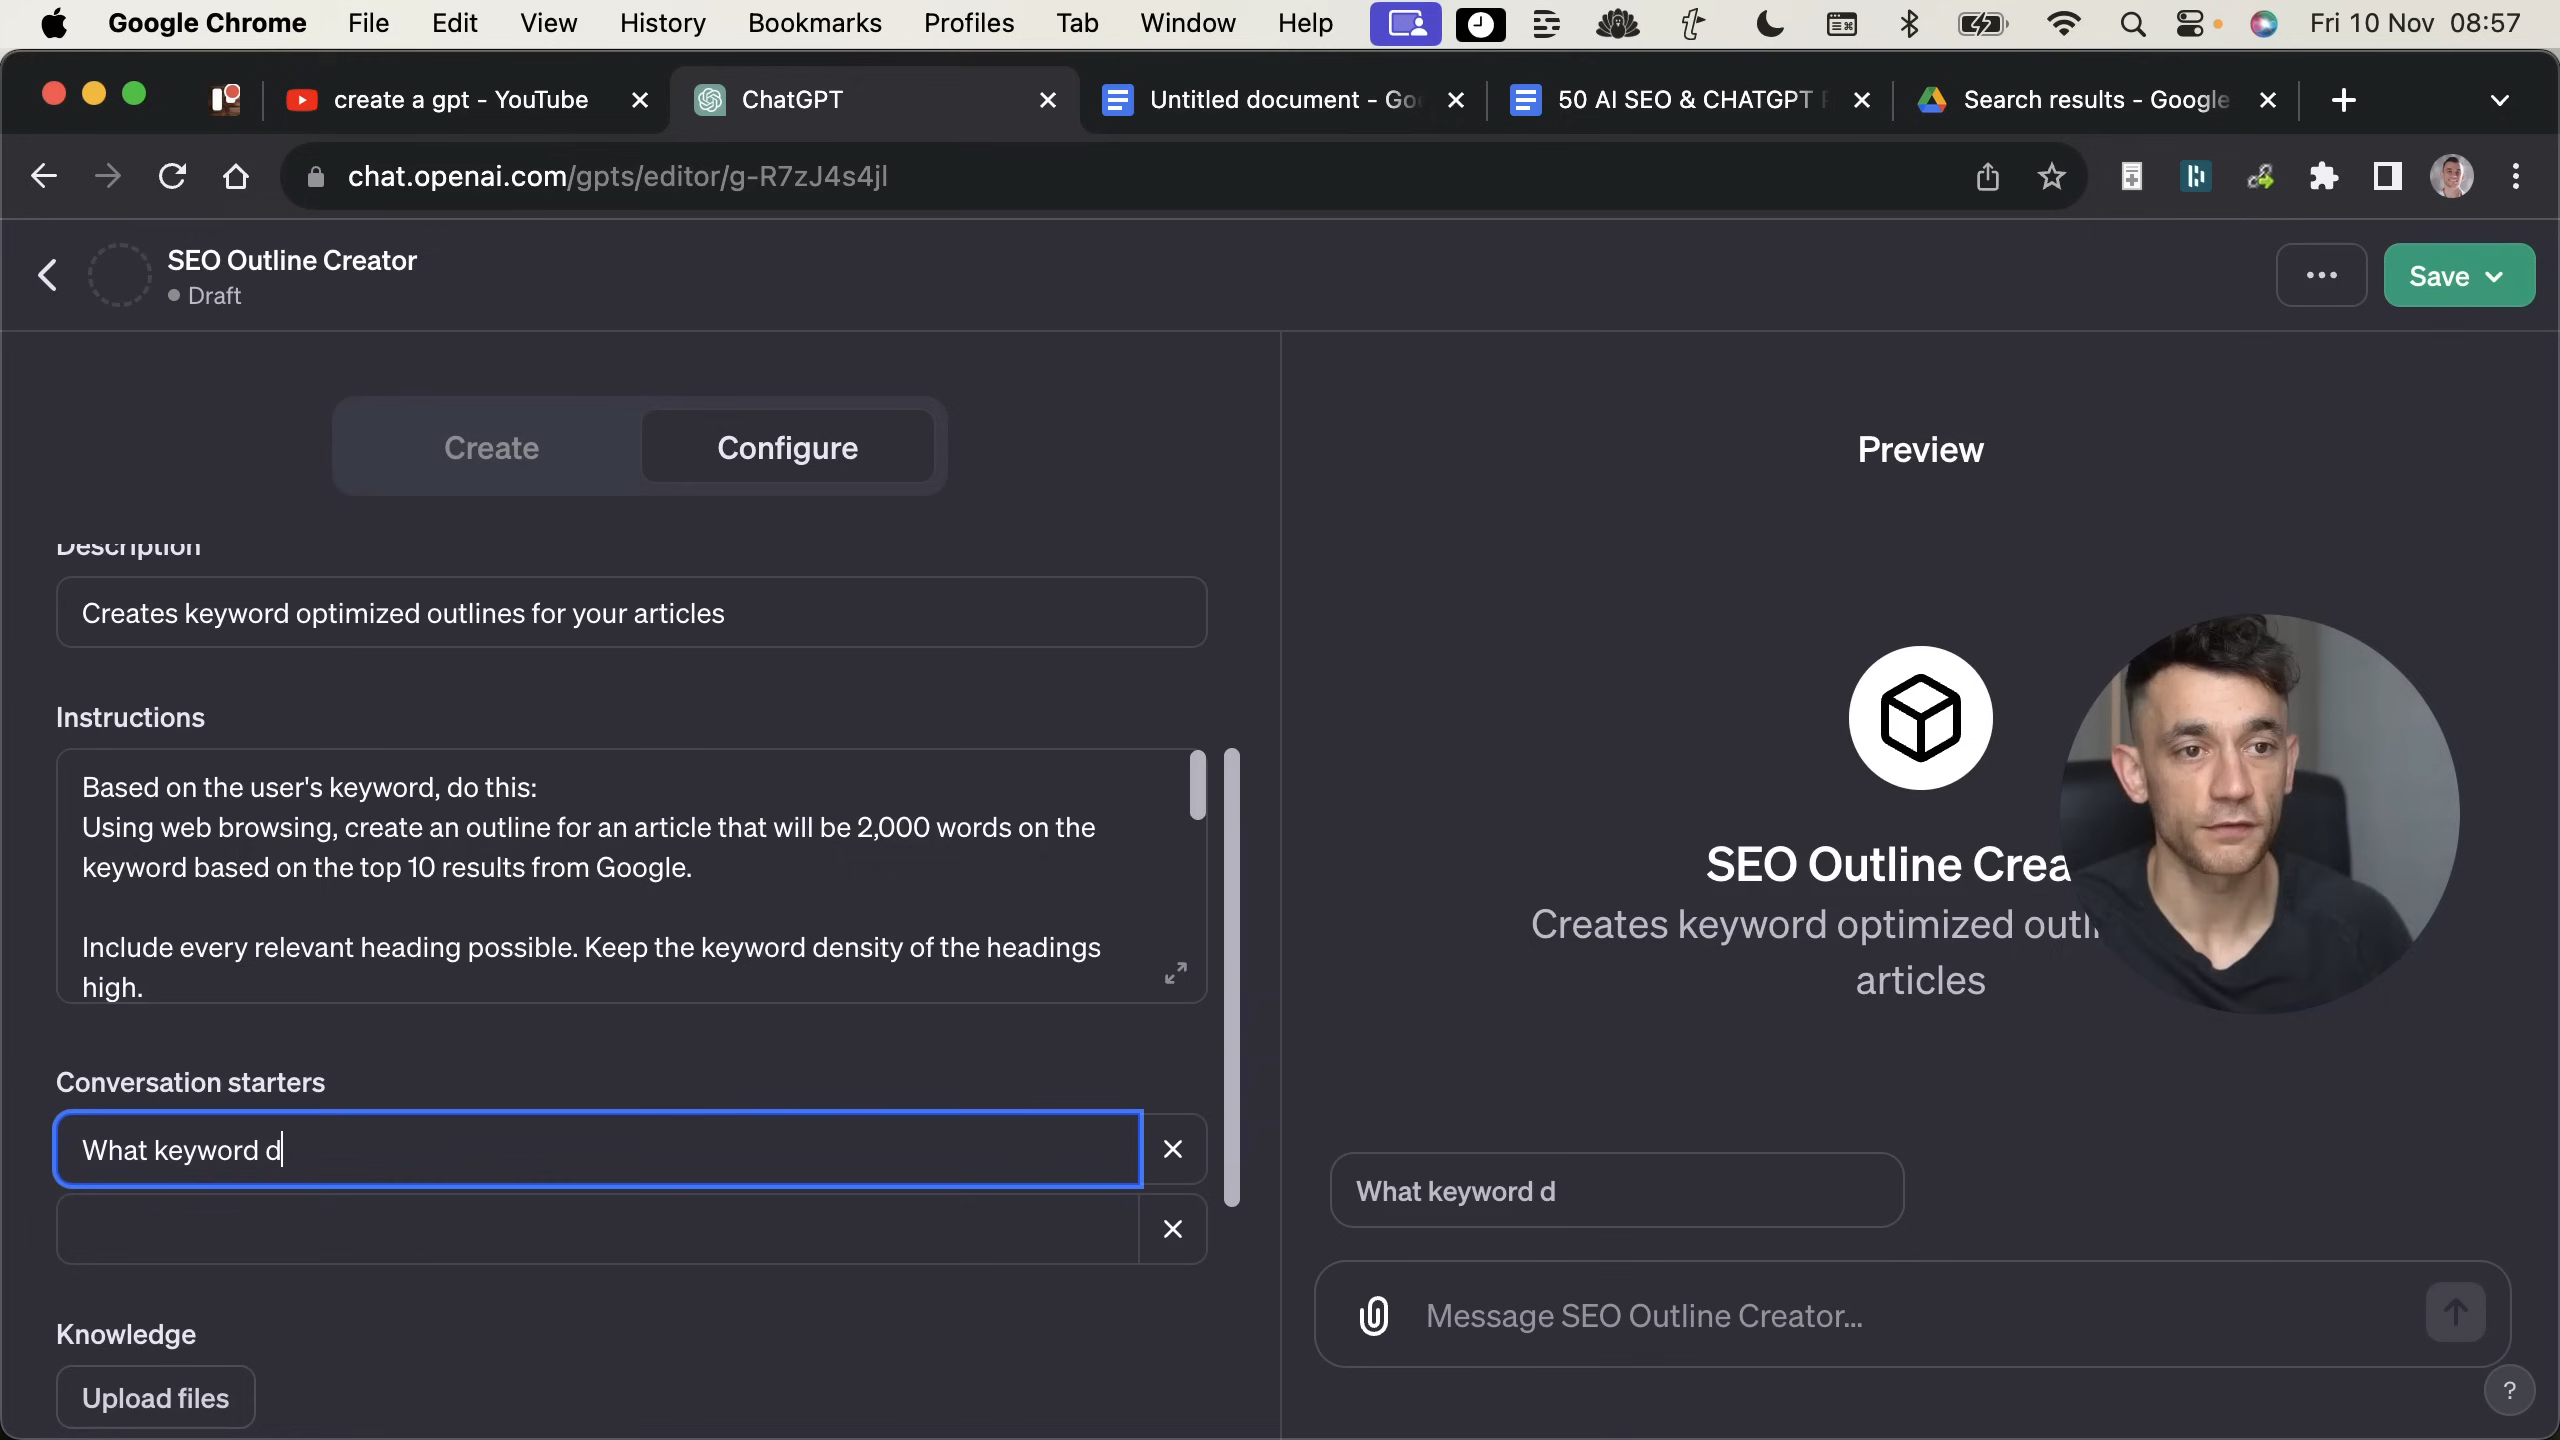 Google Chrome File Edit View History Bookmarks Profiles Tab Window Help Fri 10 Nov 08:57
create a gpt - YouTube ChatGPT Untitled document - Go 50 AI SEO & CHATGPT Search results - Google
chat.openai.com/gpts/editor/g-R7zJ4s4jl
SEO Outline Creator
Draft
Save
Create Configure
Preview
Description
Creates keyword optimized outlines for your articles
Instructions
Based on the user's keyword, do this:
Using web browsing, create an outline for an article that will be 2,000 words on the
keyword based on the top 10 results from Google.
Include every relevant heading possible. Keep the keyword density of the headings
high.
SEO Outline Crea
Creates keyword optimized outl
articles
Conversation starters
What keyword d
What keyword d
Message SEO Outline Creator...
Knowledge
Upload files
?